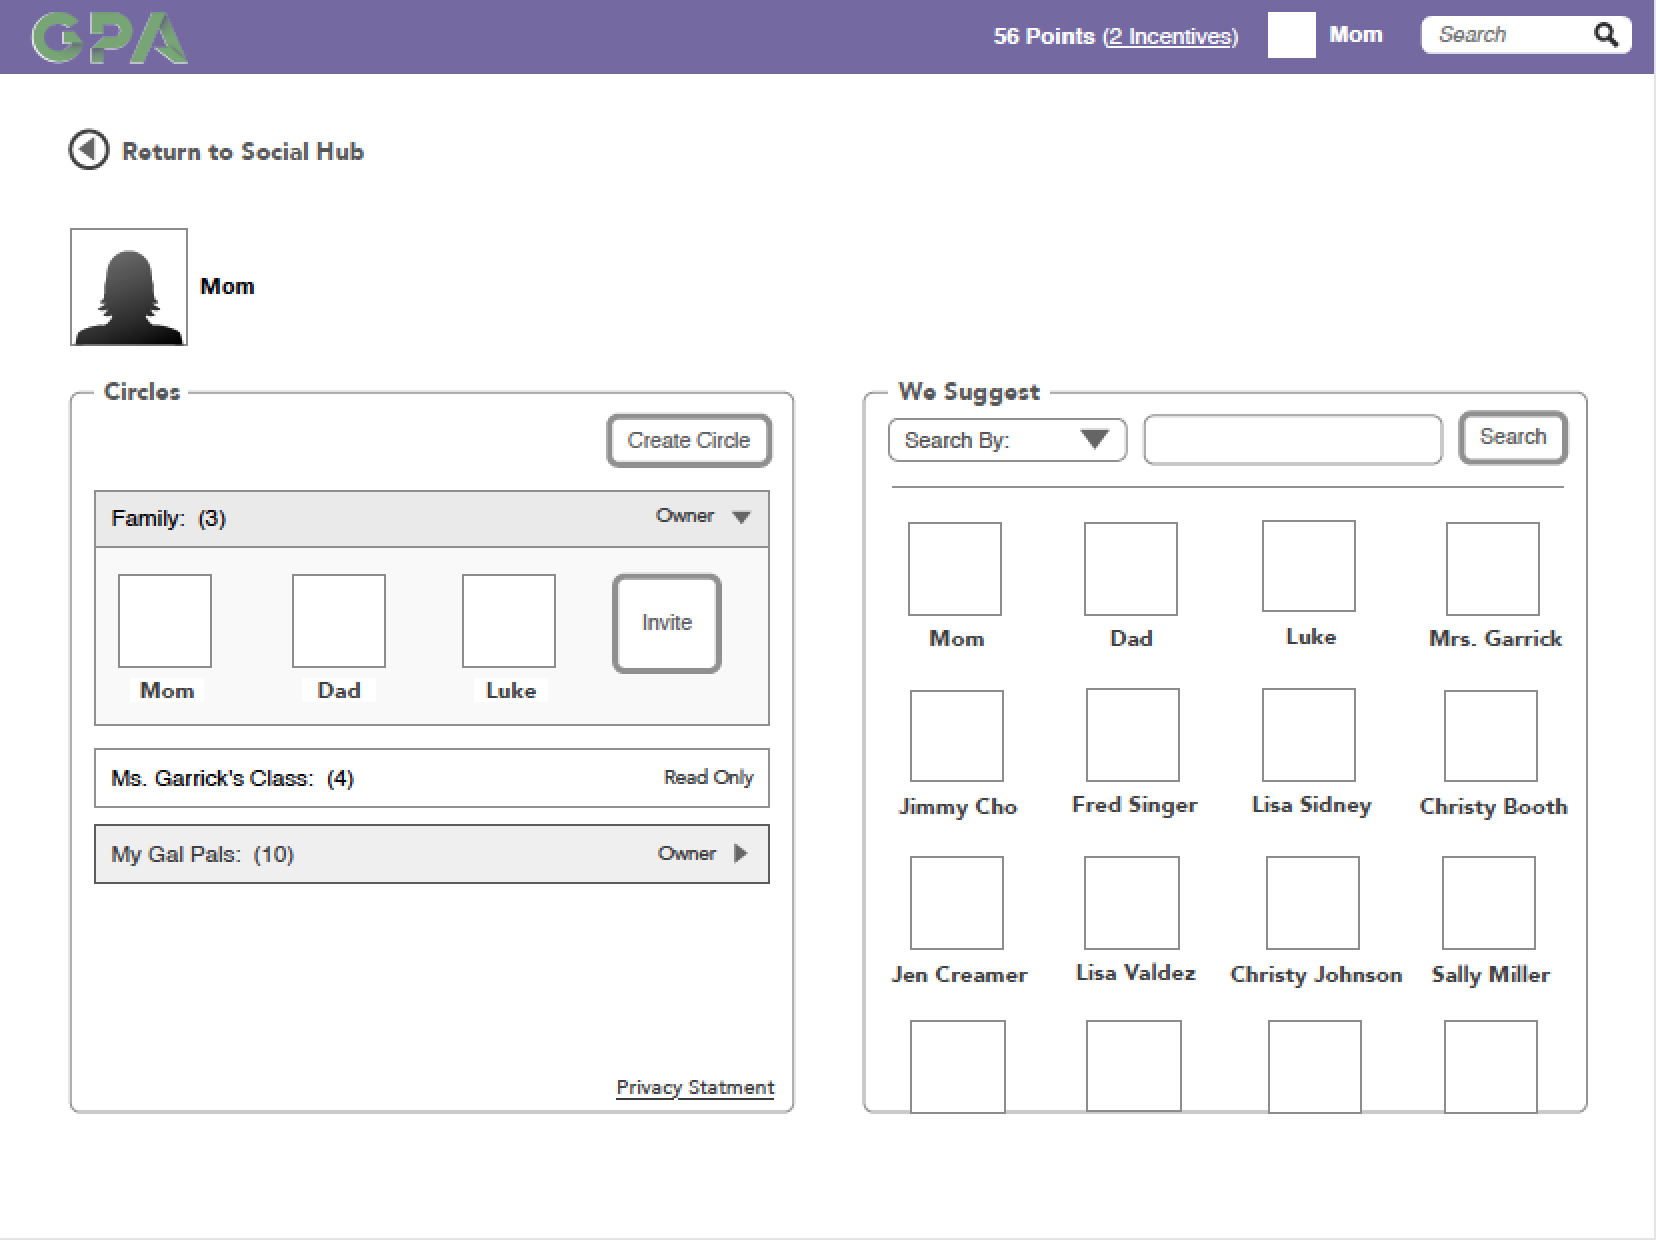 GPA
56 Points (2 Incentives)
Mom
Search
Return to Social Hub
Mom
Circles
Create Circle
Family: (3)
Owner
Mom Dad Luke
Invite
Ms. Garrick's Class: (4)
Read Only
My Gal Pals: (10)
Owner
Privacy Statment
We Suggest
Search By:
Search
Mom Dad Luke Mrs. Garrick
Jimmy Cho Fred Singer Lisa Sidney Christy Booth
Jen Creamer Lisa Valdez Christy Johnson Sally Miller